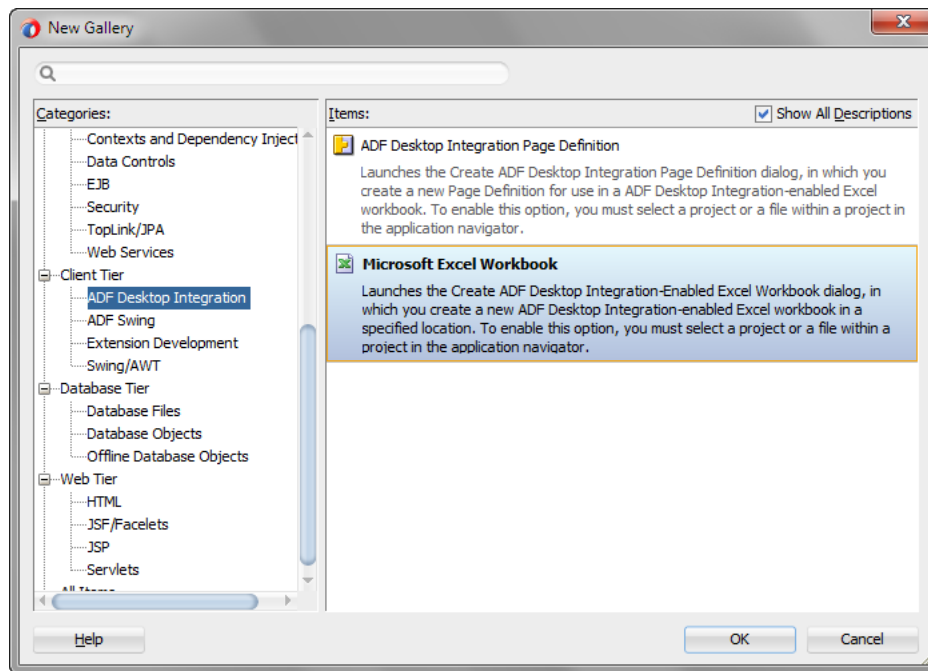 New Gallery
Categories:
Contexts and Dependency Inject
Data Controls
EJB
Security
TopLink/JPA
Web Services
Client Tier
ADF Desktop Integration
ADF Swing
Extension Development
Swing/AWT
Database Tier
Database Files
Database Objects
Offline Database Objects
Web Tier
HTML
JSF/Facelets
JSP
Servlets
All Items
Items:
Show All Descriptions
ADF Desktop Integration Page Definition
Launches the Create ADF Desktop Integration Page Definition dialog, in which you
create a new Page Definition for use in a ADF Desktop Integration-enabled Excel
workbook. To enable this option, you must select a project or a file within a project in
the application navigator.
Microsoft Excel Workbook
Launches the Create ADF Desktop Integration-Enabled Excel Workbook dialog, in
which you create a new ADF Desktop Integration-enabled Excel workbook in a
specified location. To enable this option, you must select a project or a file within a
project in the application navigator.
Help
OK
Cancel